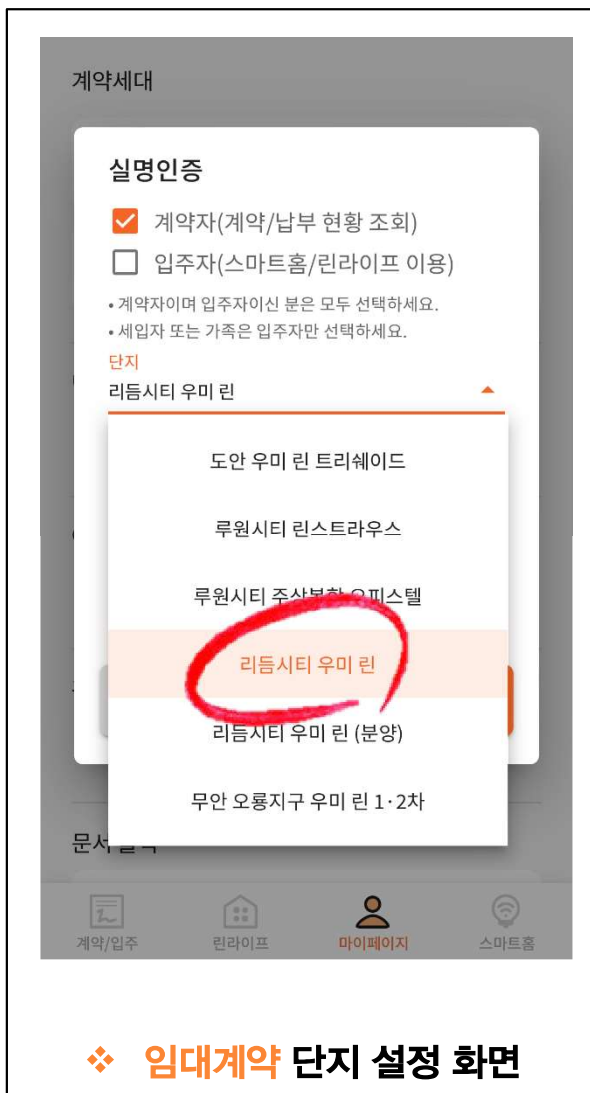 계약세대
실명인증
계약자(계약/납부 현황 조회)
입주자(스마트홈/린라이프 이용)
• 계약자이며 입주자이신 분은 모두 선택하세요.
• 세입자 또는 가족은 입주자만 선택하세요.
단지
리듬시티 우미 린
도안 우미 린 트리쉐이드
루원시티 린스트라우스
루원시티 주상복합 오피스텔
리듬시티 우미 린
리듬시티 우미 린 (분양)
무안 오룡지구 우미 린 1·2차
문서
계약/입주 린라이프 마이페이지 스마트홈
❖ 임대계약 단지 설정 화면